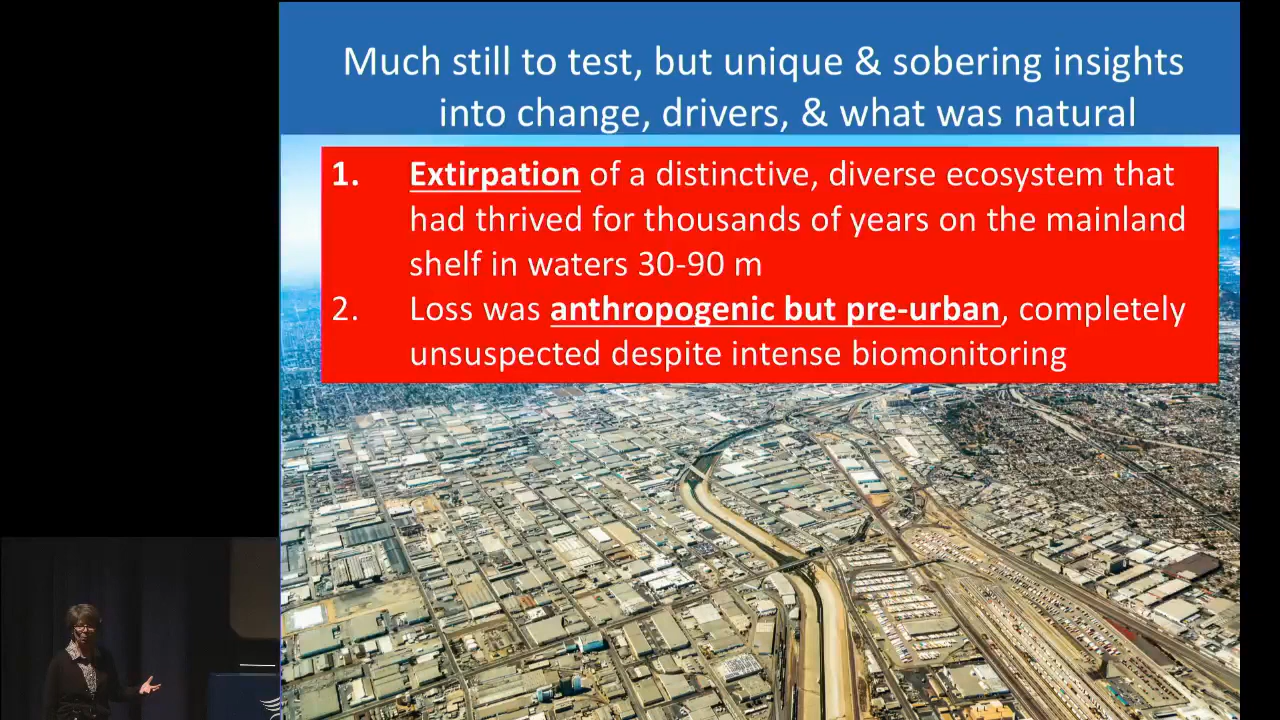 Much still to test, but unique & sobering insights
into change, drivers, & what was natural
1. Extirpation of a distinctive, diverse ecosystem that
had thrived for thousands of years on the mainland
shelf in waters 30-90 m
2. Loss was anthropogenic but pre-urban, completely
unsuspected despite intense biomonitoring